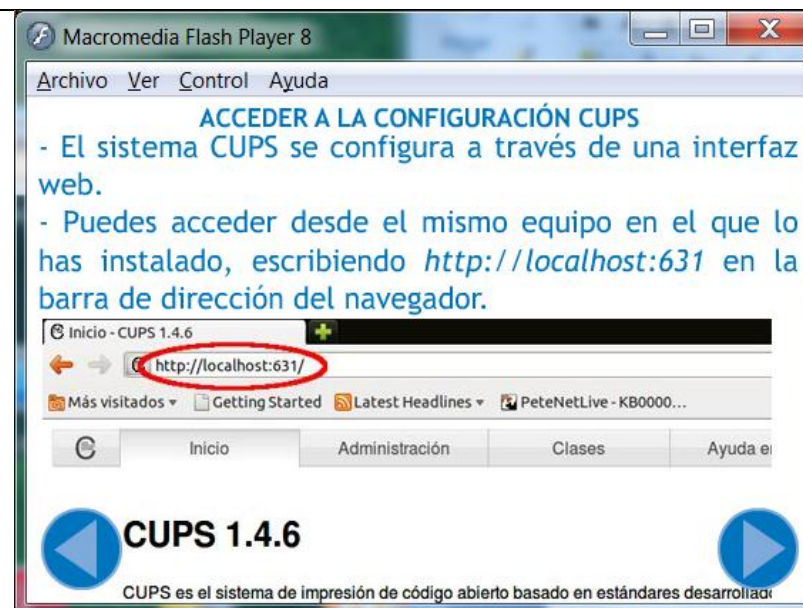 Macromedia Flash Player 8
Archivo Ver Control Ayuda
ACCEDER A LA CONFIGURACIÓN CUPS
- El sistema CUPS se configura a través de una interfaz
web.
- Puedes acceder desde el mismo equipo en el que lo
has instalado, escribiendo http://localhost:631 en la
barra de dirección del navegador.
Inicio - CUPS 1.4.6
http://localhost:631/
Más visitados Getting Started Latest Headlines PeteNetLive - KB0000...
Inicio Administración Clases Ayuda
CUPS 1.4.6
CUPS es el sistema de impresión de código abierto basado en estándares desarrollado